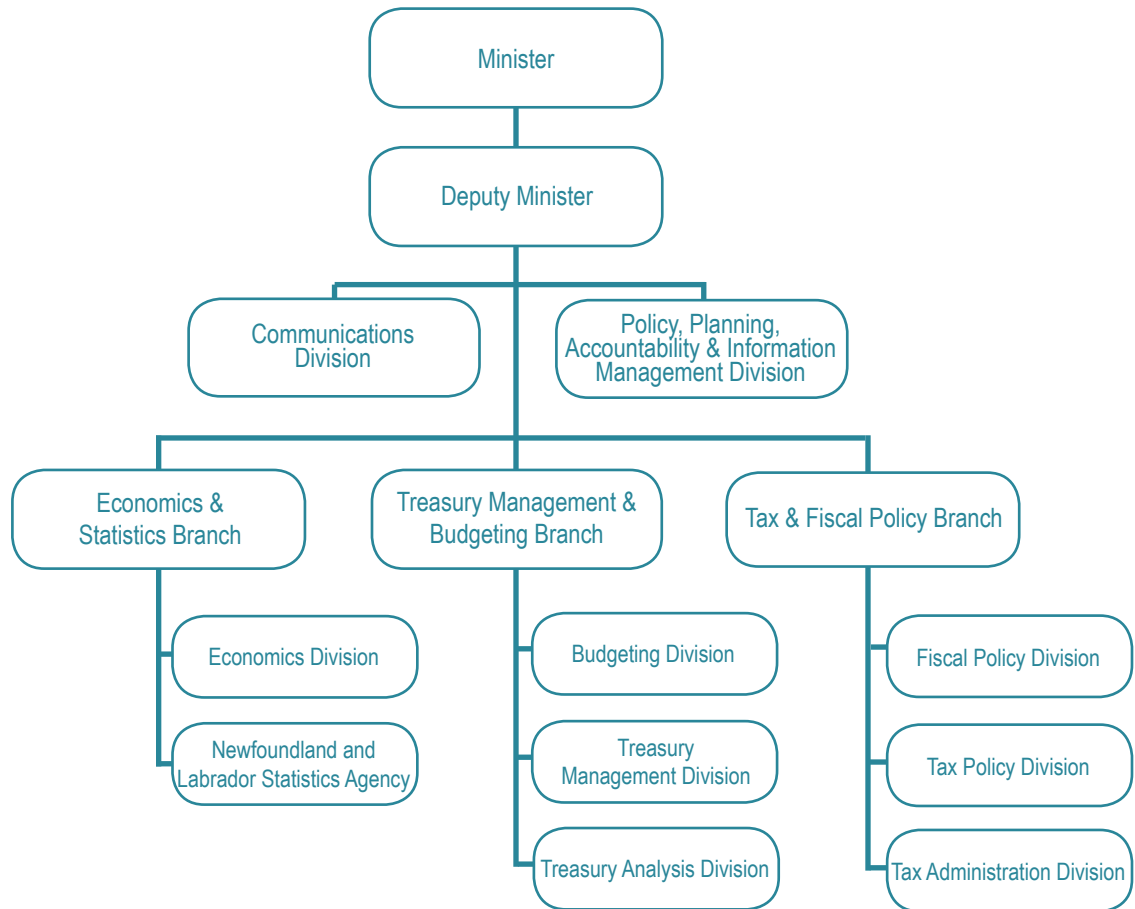 Minister
Deputy Minister
Communications
Division
Policy, Planning,
Accountability & Information
Management Division
Economics &
Statistics Branch
Treasury Management &
Budgeting Branch
Tax & Fiscal Policy Branch
Economics Division
Newfoundland and
Labrador Statistics Agency
Budgeting Division
Treasury
Management Division
Treasury Analysis Division
Fiscal Policy Division
Tax Policy Division
Tax Administration Division